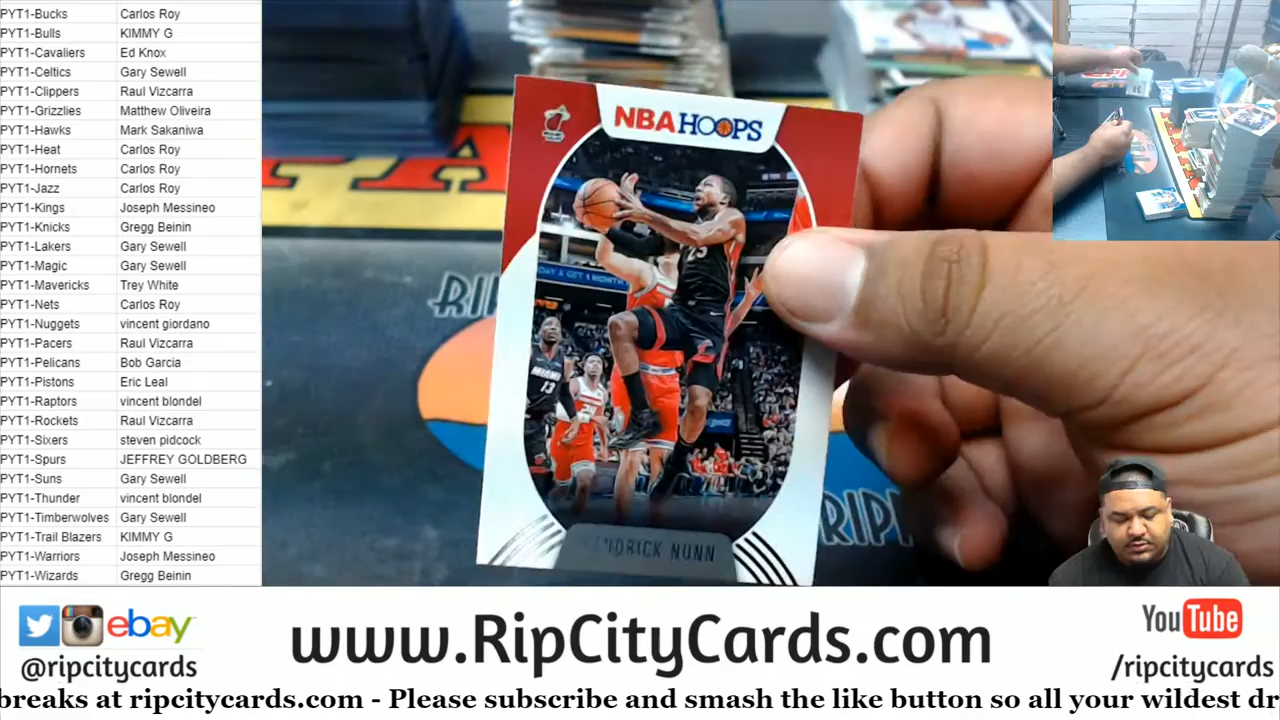 PYT1-Bucks Carlos Roy
PYT1-Bulls KIMMY G
PYT1-Cavaliers Ed Knox
PYT1-Celtics Gary Sewell
PYT1-Clippers Raul Vizcarra
PYT1-Grizzlies Matthew Oliveira
PYT1-Hawks Mark Sakaniwa
PYT1-Heat Carlos Roy
PYT1-Hornets Carlos Roy
PYT1-Jazz Carlos Roy
PYT1-Kings Joseph Messineo
PYT1-Knicks Gregg Beinin
PYT1-Lakers Gary Sewell
PYT1-Magic Gary Sewell
PYT1-Mavericks Trey White
PYT1-Nets Carlos Roy
PYT1-Nuggets vincent giordano
PYT1-Pacers Raul Vizcarra
PYT1-Pelicans Bob Garcia
PYT1-Pistons Eric Leal
PYT1-Raptors vincent blondel
PYT1-Rockets Raul Vizcarra
PYT1-Sixers steven pidcock
PYT1-Spurs JEFFREY GOLDBERG
PYT1-Suns Gary Sewell
PYT1-Thunder vincent blondel
PYT1-Timberwolves Gary Sewell
PYT1-Trail Blazers KIMMY G
PYT1-Warriors Joseph Messineo
PYT1-Wizards Gregg Beinin
NBA HOOPS
MIAMI
13
NUNN
RIP
ebay
@ripcitycards
www.RipCityCards.com
YouTube
/ripcitycards
breaks at ripcitycards.com - Please subscribe and smash the like button so all your wildest dr